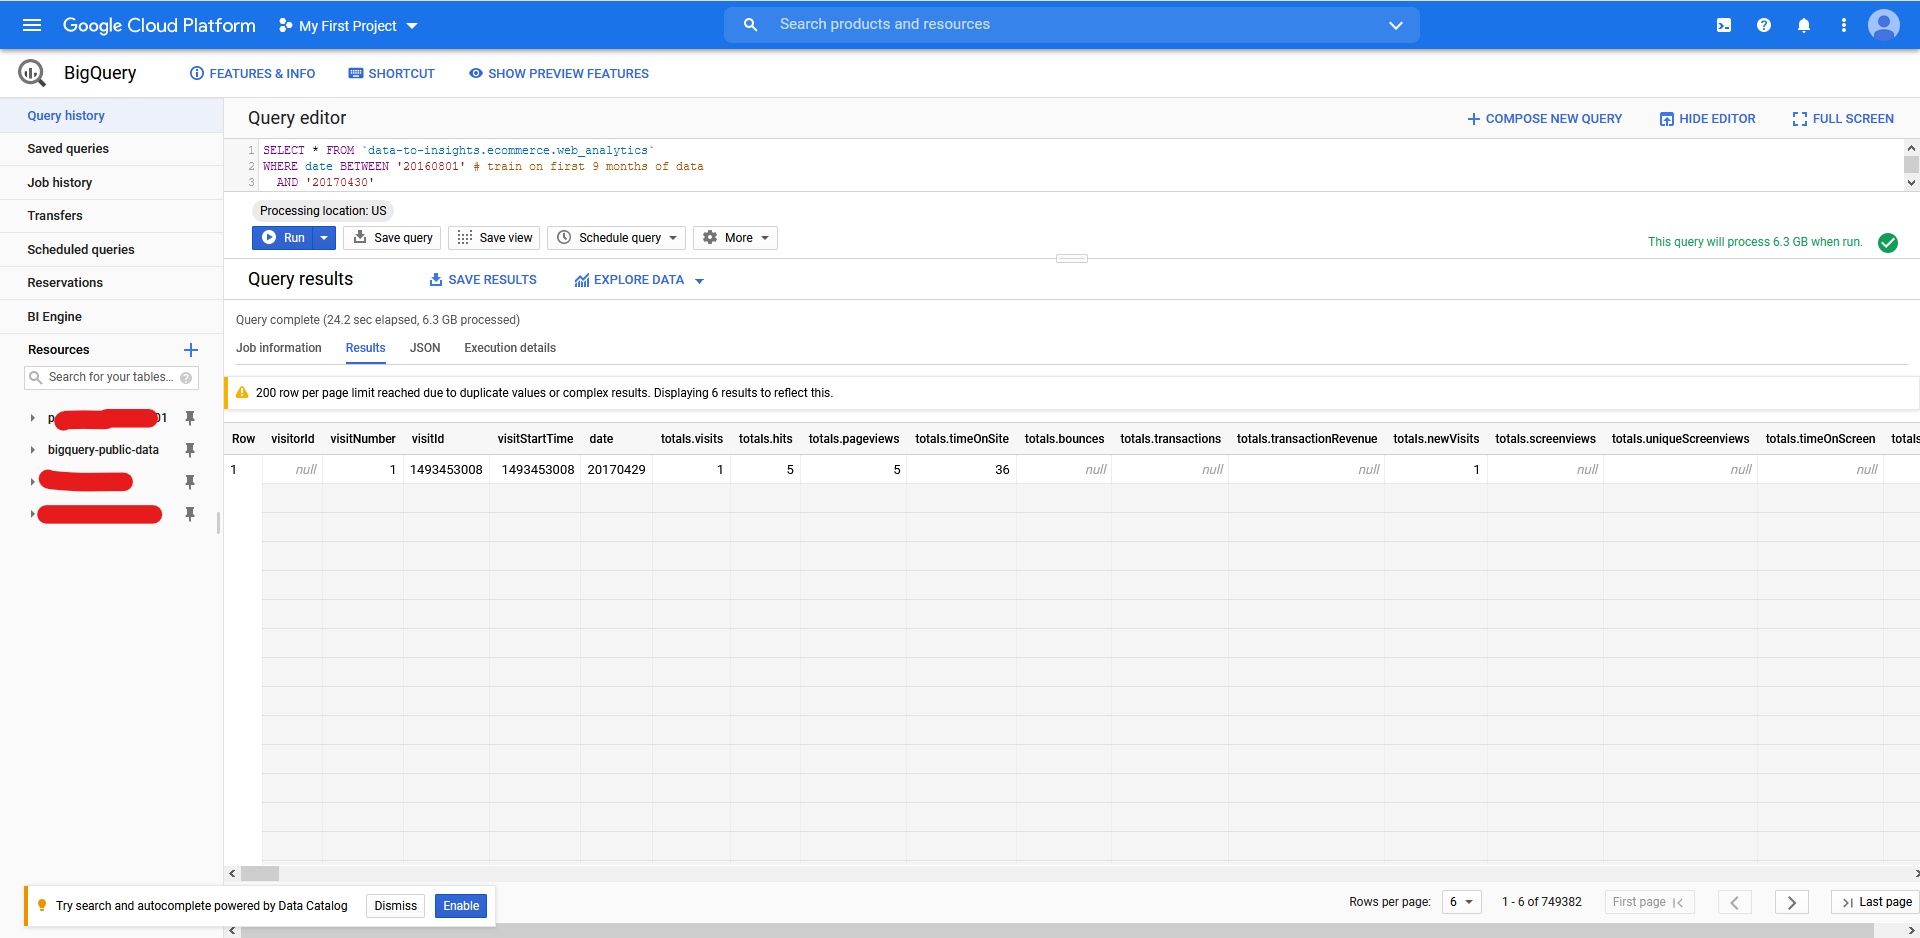 Google Cloud Platform My First Project Search products and resources
BigQuery FEATURES & INFO SHORTCUT SHOW PREVIEW FEATURES
Query history
Saved queries
Job history
Transfers
Scheduled queries
Reservations
BI Engine
Resources
Search for your tables...
p 01
bigquery-public-data
Query editor COMPOSE NEW QUERY HIDE EDITOR FULL SCREEN
1 SELECT * FROM `data-to-insights.ecommerce.web_analytics`
2 WHERE date BETWEEN '20160801' # train on first 9 months of data
3 AND '20170430'
Processing location: US
Run Save query Save view Schedule query More This query will process 6.3 GB when run.
Query results SAVE RESULTS EXPLORE DATA
Query complete (24.2 sec elapsed, 6.3 GB processed)
Job information Results JSON Execution details
200 row per page limit reached due to duplicate values or complex results. Displaying 6 results to reflect this.
Row visitorId visitNumber visitId visitStartTime date totals.visits totals.hits totals.pageviews totals.timeOnSite totals.bounces totals.transactions totals.transactionRevenue totals.newVisits totals.screenviews totals.uniqueScreenviews totals.timeOnScreen totals
1 null 1 1493453008 1493453008 20170429 1 5 5 36 null null null 1 null null null
Try search and autocomplete powered by Data Catalog Dismiss Enable
Rows per page: 6 1 - 6 of 749382 First page Last page